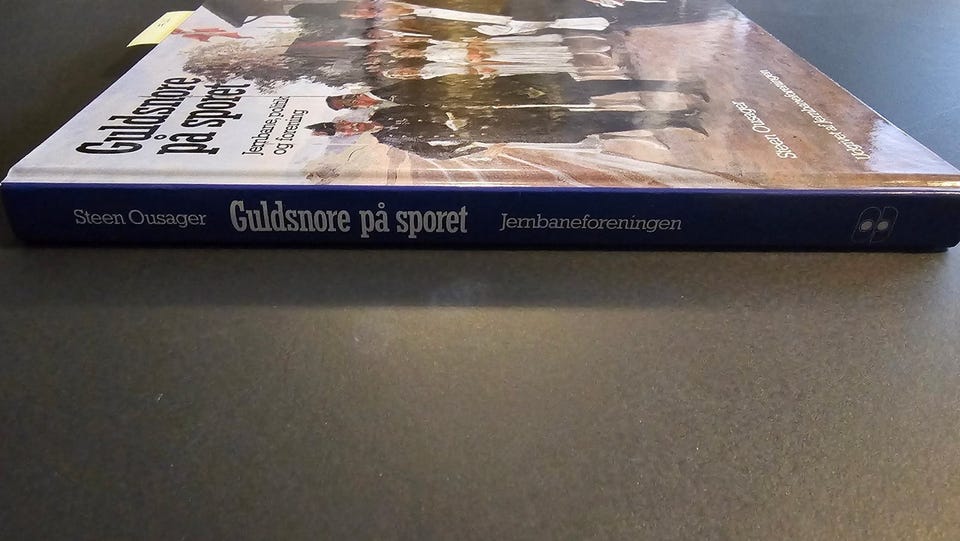 Guldsnore
på sporet
Jernbane politik
og forening
Steen Ousager
Udgivet af Jernbaneforeningen
Steen Ousager Guldsnore på sporet Jernbaneforeningen